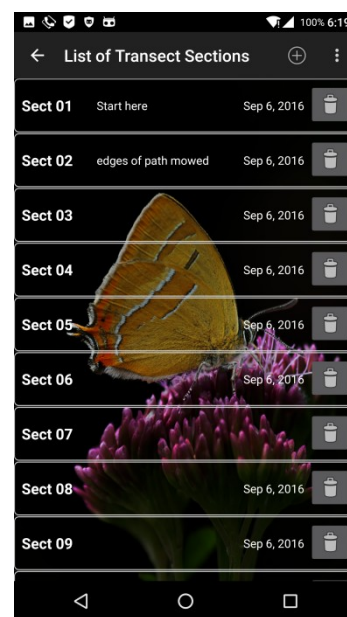 100% 6:19
List of Transect Sections
Sect 01 Start here Sep 6, 2016
Sect 02 edges of path mowed Sep 6, 2016
Sect 03 Sep 6, 2016
Sect 04 Sep 6, 2016
Sect 05 Sep 6, 2016
Sect 06 Sep 6, 2016
Sect 07 Sep 6, 2016
Sect 08 Sep 6, 2016
Sect 09 Sep 6, 2016